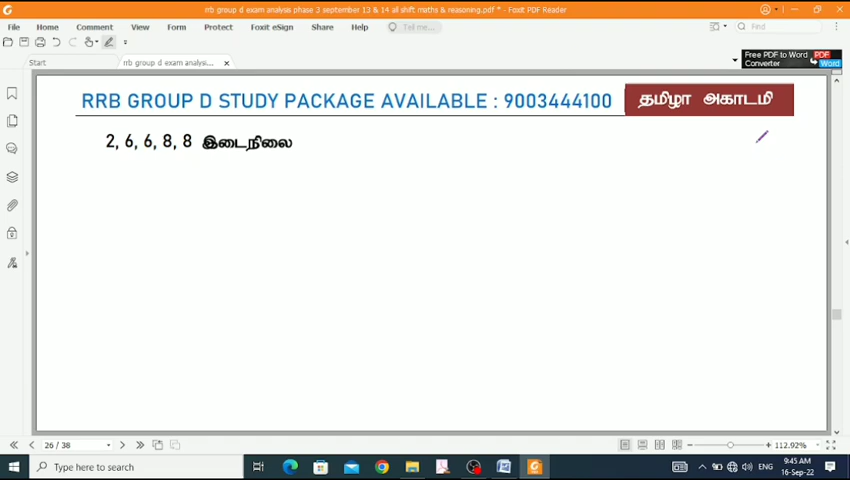 rrb group d exam analysis phase 3 september 13 & 14 all shift maths & reasoning.pdf * - Foxit PDF Reader
File Home Comment View Form Protect Foxit eSign Share Help Tell me... Find
Start rrb group d exam analysi...
Free PDF to Word Converter PDF Word
RRB GROUP D STUDY PACKAGE AVAILABLE : 9003444100 தமிழா அகாடமி
2, 6, 6, 8, 8 இடைநிலை
26 / 38 112.92%
Type here to search ENG 9:45 AM 16-Sep-22